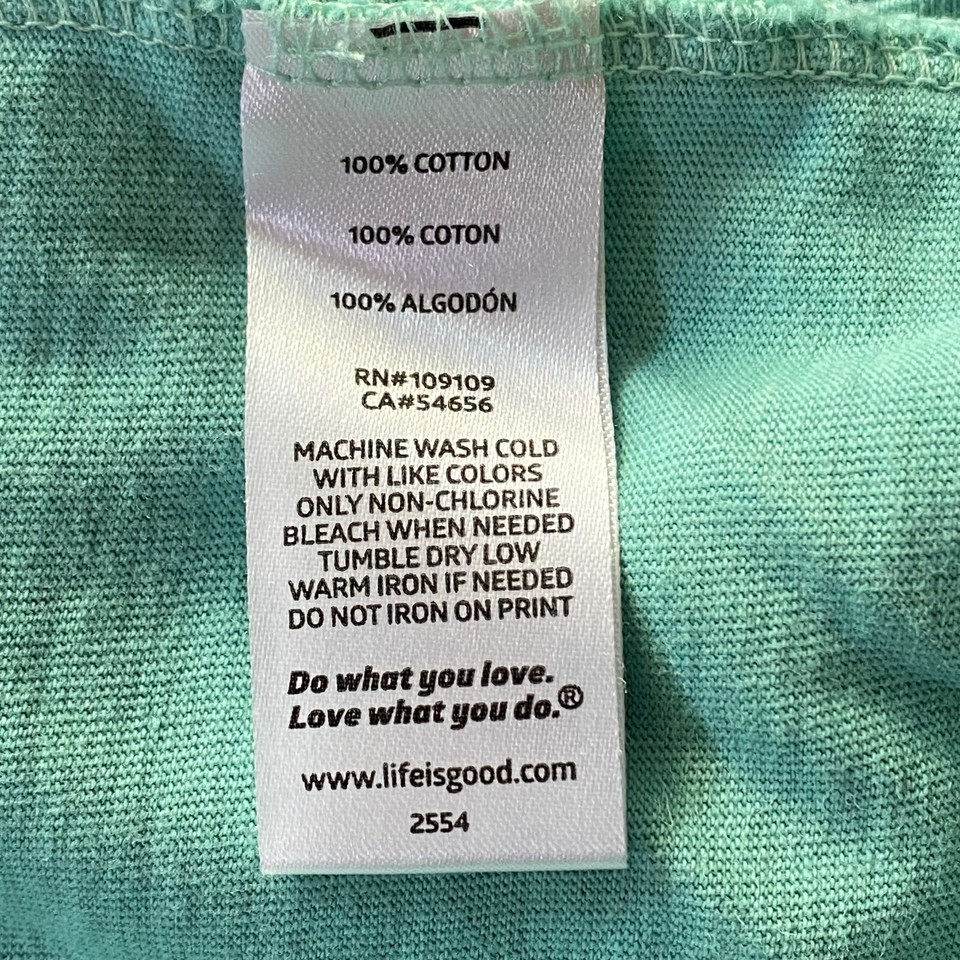 100% COTTON
100% COTON
100% ALGODÓN
RN#109109
CA#54656
MACHINE WASH COLD
WITH LIKE COLORS
ONLY NON-CHLORINE
BLEACH WHEN NEEDED
TUMBLE DRY LOW
WARM IRON IF NEEDED
DO NOT IRON ON PRINT
Do what you love.
Love what you do.®
www.lifeisgood.com
2554